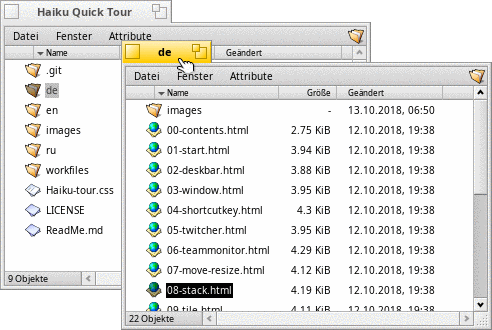 Haiku Quick Tour
Datei Fenster Attribute
Name
.git
de
en
images
ru
workfiles
Haiku-tour.css
LICENSE
ReadMe.md
9 Objekte
de
Geändert
Datei Fenster Attribute
Name Größe Geändert
images - 13.10.2018, 06:50
00-contents.html 2.75 KiB 12.10.2018, 19:38
01-start.html 3.94 KiB 12.10.2018, 19:38
02-deskbar.html 3.88 KiB 12.10.2018, 19:38
03-window.html 3.95 KiB 12.10.2018, 19:38
04-shortcutkey.html 4.3 KiB 12.10.2018, 19:38
05-twitcher.html 3.95 KiB 12.10.2018, 19:38
06-teammonitor.html 4.29 KiB 12.10.2018, 19:38
07-move-resize.html 4.12 KiB 12.10.2018, 19:38
08-stack.html 4.19 KiB 12.10.2018, 19:38
09-tile.html 4.11 KiB 12.10.2018, 19:38
22 Objekte